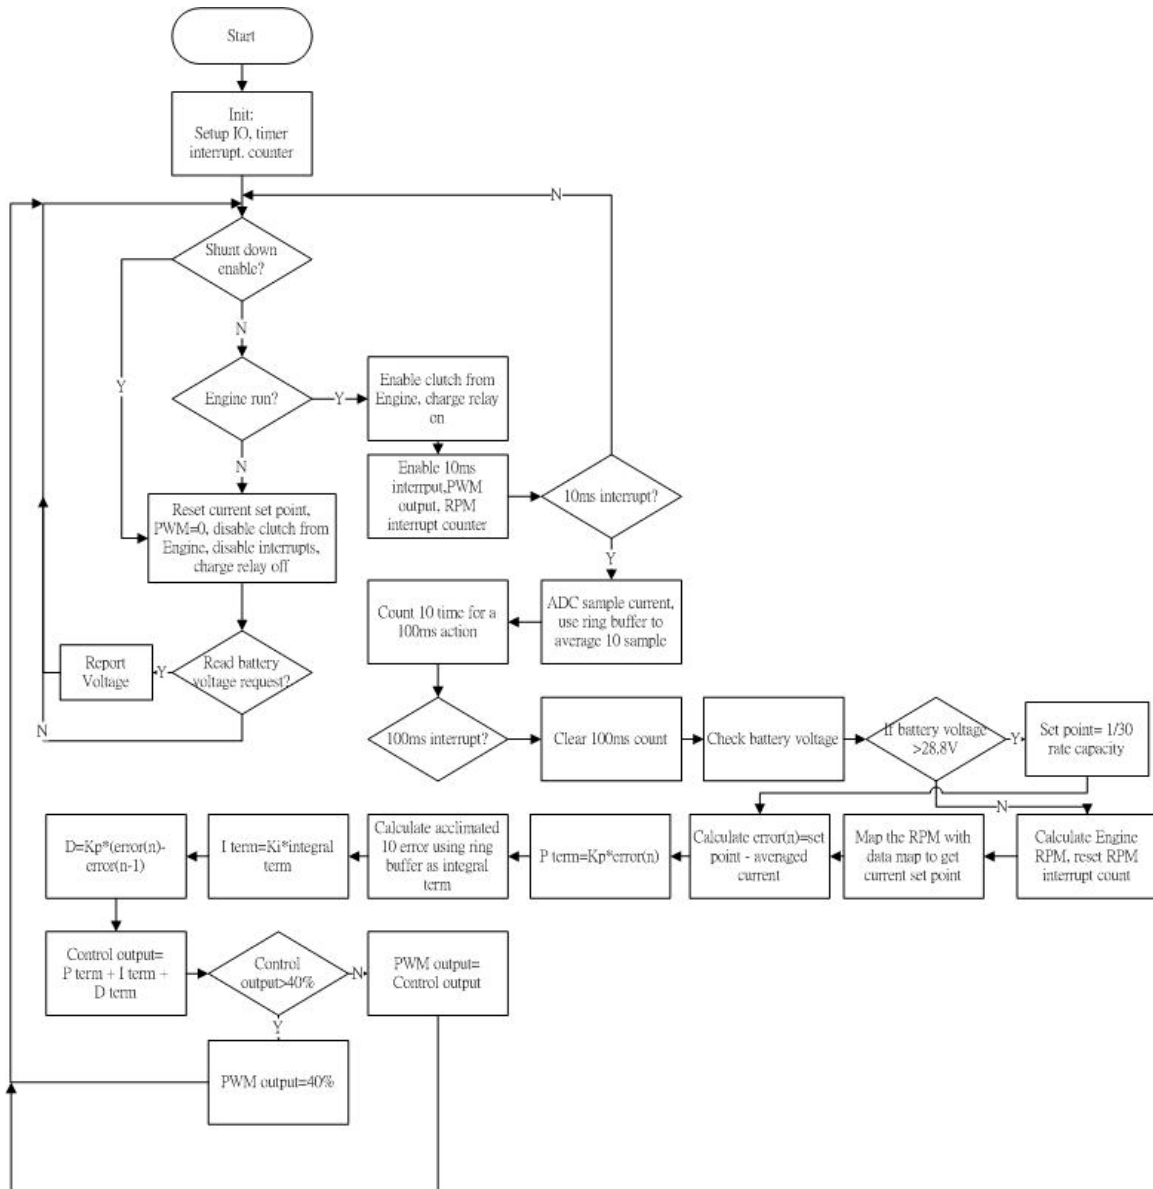 Start
Init:
Setup IO, timer
interrupt. counter
N
Shunt down
enable?
N
Y
Engine run?
Y
Enable clutch from
Engine, charge relay
on
N
Enable 10ms
interrput,PWM
output, RPM
interrupt counter
10ms interrupt?
Reset current set point,
PWM=0, disable clutch from
Engine, disable interrupts,
charge relay off
Y
Count 10 time for a
100ms action
ADC sample current,
use ring buffer to
average 10 sample
Report
Voltage
Y
Read battery
voltage request?
N
100ms interrupt?
Clear 100ms count
Check battery voltage
If battery voltage
>28.8V
Y
Set point= 1/30
rate capacity
N
D=Kp*(error(n)-
error(n-1)
I term=Ki*integral
term
Calculate acclimated
10 error using ring
buffer as integral
term
P term=Kp*error(n)
Calculate error(n)=set
point - averaged
current
Map the RPM with
data map to get
current set point
Calculate Engine
RPM, reset RPM
interrupt count
Control output=
P term + I term +
D term
Control
output>40%
N
PWM output=
Control output
Y
PWM output=40%